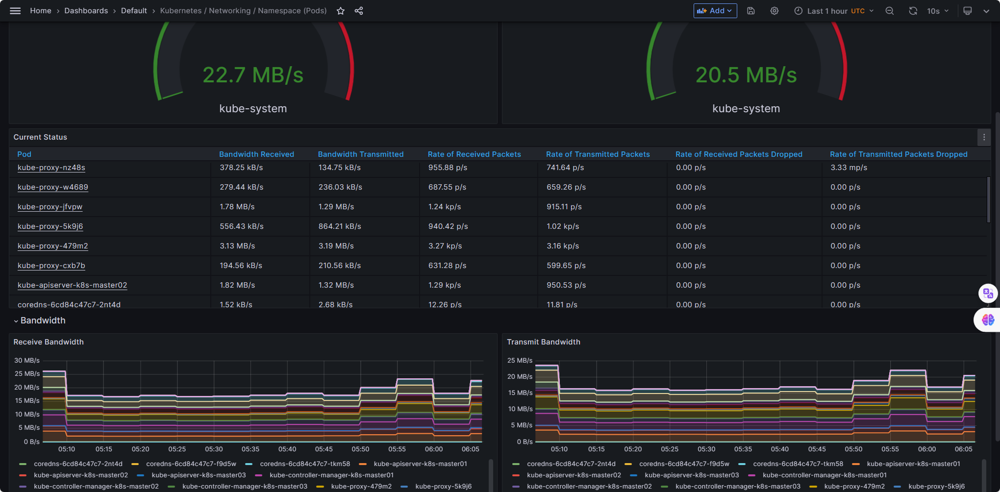 Home > Dashboards > Default > Kubernetes / Networking / Namespace (Pods) Add Last 1 hour UTC 10s
22.7 MB/s 20.5 MB/s
kube-system kube-system
Current Status
Pod Bandwidth Received Bandwidth Transmitted Rate of Received Packets Rate of Transmitted Packets Rate of Received Packets Dropped Rate of Transmitted Packets Dropped
kube-proxy-nz48s 378.25 kB/s 134.75 kB/s 955.88 p/s 741.64 p/s 0.00 p/s 3.33 mp/s
kube-proxy-w4689 279.44 kB/s 236.03 kB/s 687.55 p/s 659.26 p/s 0.00 p/s 0.00 p/s
kube-proxy-jfvpw 1.78 MB/s 1.29 MB/s 1.24 kp/s 915.11 p/s 0.00 p/s 0.00 p/s
kube-proxy-5k9j6 556.43 kB/s 864.21 kB/s 940.42 p/s 1.02 kp/s 0.00 p/s 0.00 p/s
kube-proxy-479m2 3.13 MB/s 3.19 MB/s 3.27 kp/s 3.16 kp/s 0.00 p/s 0.00 p/s
kube-proxy-cxb7b 194.56 kB/s 210.56 kB/s 631.28 p/s 599.65 p/s 0.00 p/s 0.00 p/s
kube-apiserver-k8s-master02 1.82 MB/s 1.32 MB/s 1.29 kp/s 950.53 p/s 0.00 p/s 0.00 p/s
coredns-6cd84c47c7-2nt4d 1.52 kB/s 2.68 kB/s 12.26 p/s 11.81 p/s 0.00 p/s 0.00 p/s
Bandwidth
Receive Bandwidth
30 MB/s
25 MB/s
20 MB/s
15 MB/s
10 MB/s
5 MB/s
0 B/s
05:10 05:15 05:20 05:25 05:30 05:35 05:40 05:45 05:50 05:55 06:00 06:05
coredns-6cd84c47c7-2nt4d coredns-6cd84c47c7-f9d5w coredns-6cd84c47c7-tkm58 kube-apiserver-k8s-master01
kube-apiserver-k8s-master02 kube-apiserver-k8s-master03 kube-controller-manager-k8s-master01
kube-controller-manager-k8s-master02 kube-controller-manager-k8s-master03 kube-proxy-479m2 kube-proxy-5k9j6
Transmit Bandwidth
25 MB/s
20 MB/s
15 MB/s
10 MB/s
5 MB/s
0 B/s
05:10 05:15 05:20 05:25 05:30 05:35 05:40 05:45 05:50 05:55 06:00 06:05
coredns-6cd84c47c7-2nt4d coredns-6cd84c47c7-f9d5w coredns-6cd84c47c7-tkm58 kube-apiserver-k8s-master01
kube-apiserver-k8s-master02 kube-apiserver-k8s-master03 kube-controller-manager-k8s-master01
kube-controller-manager-k8s-master02 kube-controller-manager-k8s-master03 kube-proxy-479m2 kube-proxy-5k9j6